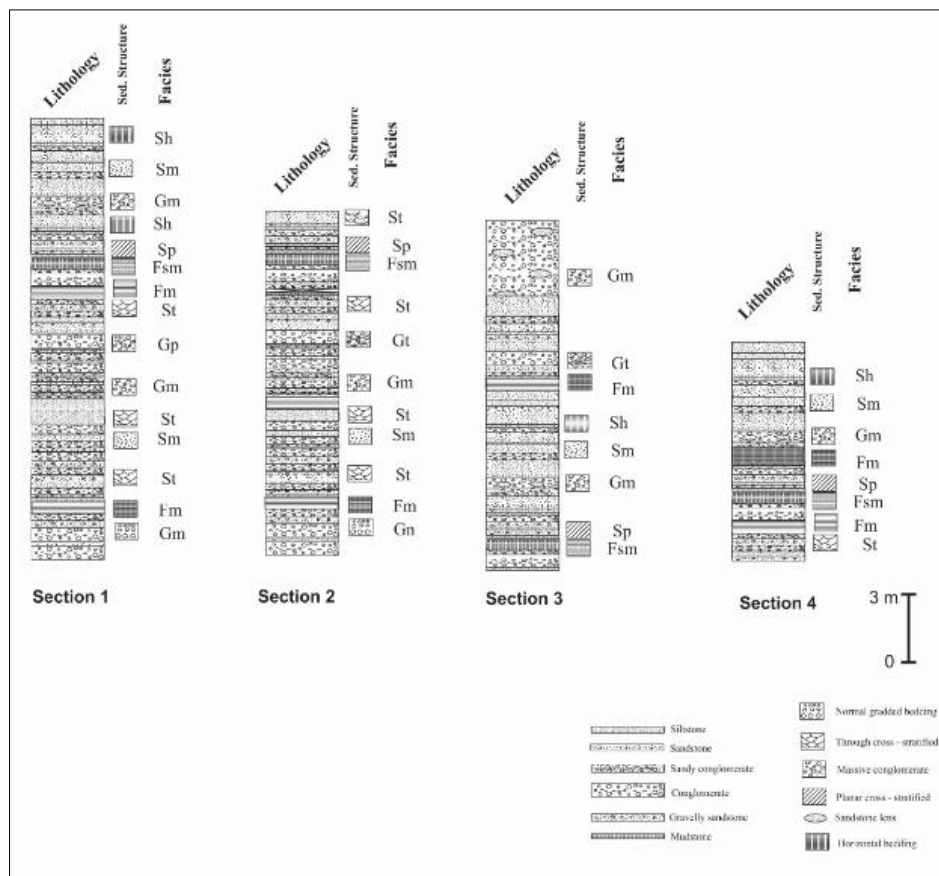 Lithology
Sed. Structure
Facies
Sh
Sm
Gm
Sh
Sp
Fsm
Fm
St
Gp
Gm
St
Sm
St
Fm
Gm
Section 1
Lithology
Sed. Structure
Facies
St
Sp
Fsm
St
Gt
Gm
St
Sm
St
Fm
Gn
Section 2
Lithology
Sed. Structure
Facies
Gm
Gt
Fm
Sh
Sm
Gm
Sp
Fsm
Section 3
Lithology
Sed. Structure
Facies
Sh
Sm
Gm
Fm
Sp
Fsm
Fm
St
Section 4
3 m
0
Siltstone
Sandstone
Sandy conglomerate
Conglomerate
Gravelly sandstone
Mudstone
Normal gradded bedding
Through cross - stratified
Massive conglomerate
Planar cross - stratified
Sandstone lens
Horizontal bedding